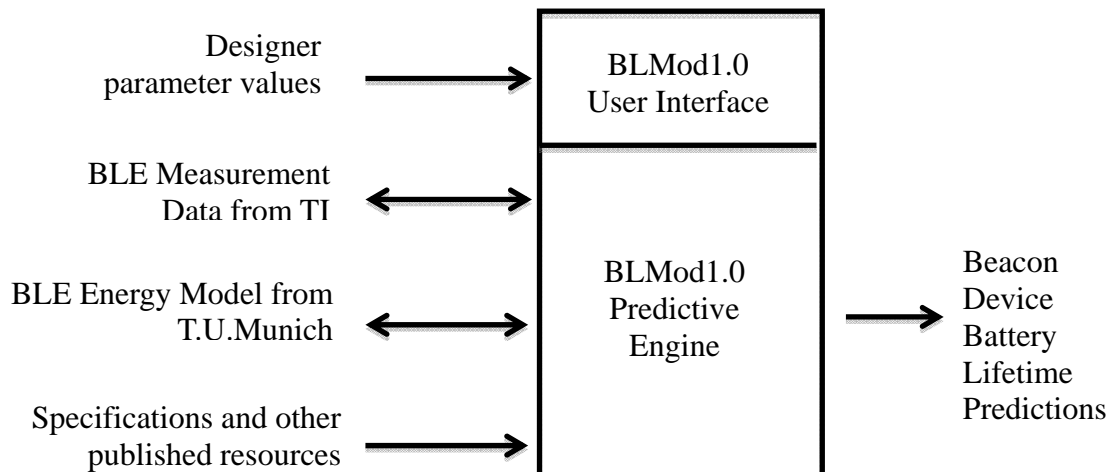 Designer
parameter values
BLMod1.0
User Interface
BLE Measurement
Data from TI
BLE Energy Model from
T.U.Munich
Specifications and other
published resources
BLMod1.0
Predictive
Engine
Beacon
Device
Battery
Lifetime
Predictions